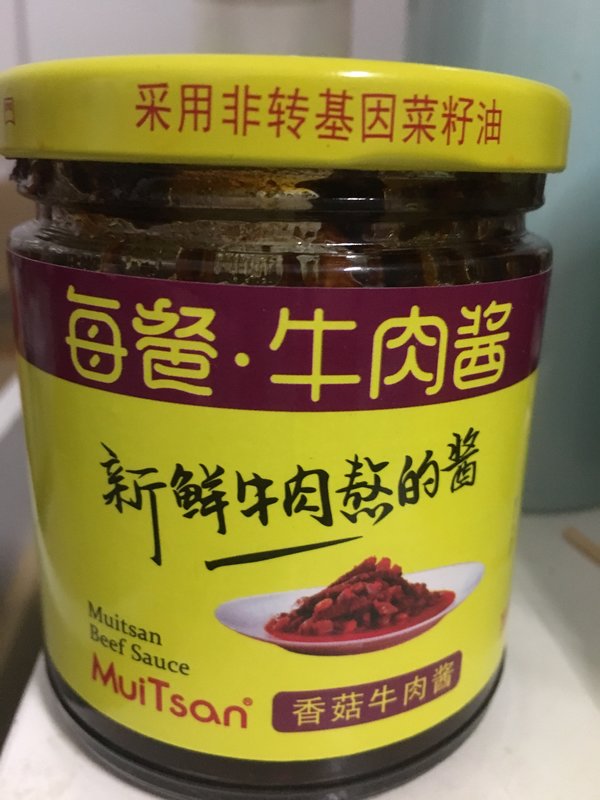 采用非转基因菜籽油
每餐·牛肉酱
新鲜牛肉熬的酱
Muitsan
Beef Sauce
MuiTsan®
香菇牛肉酱